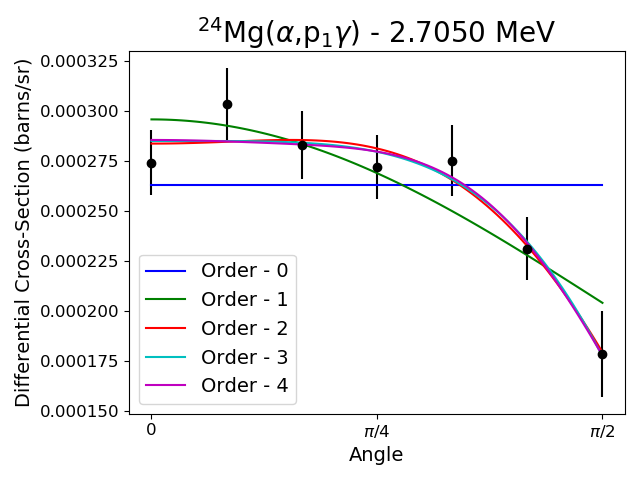 ²⁴Mg(α,p₁γ) - 2.7050 MeV
Differential Cross-Section (barns/sr)
0.000325
0.000300
0.000275
0.000250
0.000225
0.000200
0.000175
0.000150
Order - 0
Order - 1
Order - 2
Order - 3
Order - 4
0
π/4
π/2
Angle